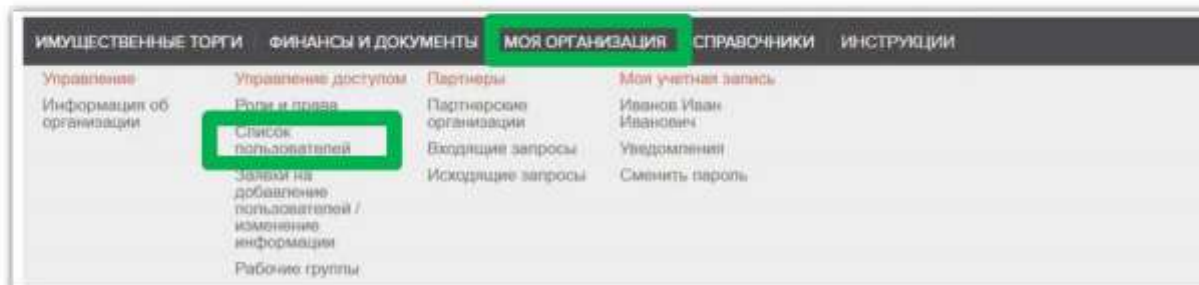 ИМУЩЕСТВЕННЫЕ ТОРГИ ФИНАНСЫ И ДОКУМЕНТЫ МОЯ ОРГАНИЗАЦИЯ СПРАВОЧНИКИ ИНСТРУКЦИИ
Управление
Информация об
организации
Управление доступом
Роли и права
Список
пользователей
Заявки на
добавление
пользователей /
изменение
информации
Рабочие группы
Партнеры
Партнерские
организации
Входящие запросы
Исходящие запросы
Моя учетная запись
Иванов Иван
Иванович
Уведомления
Сменить пароль